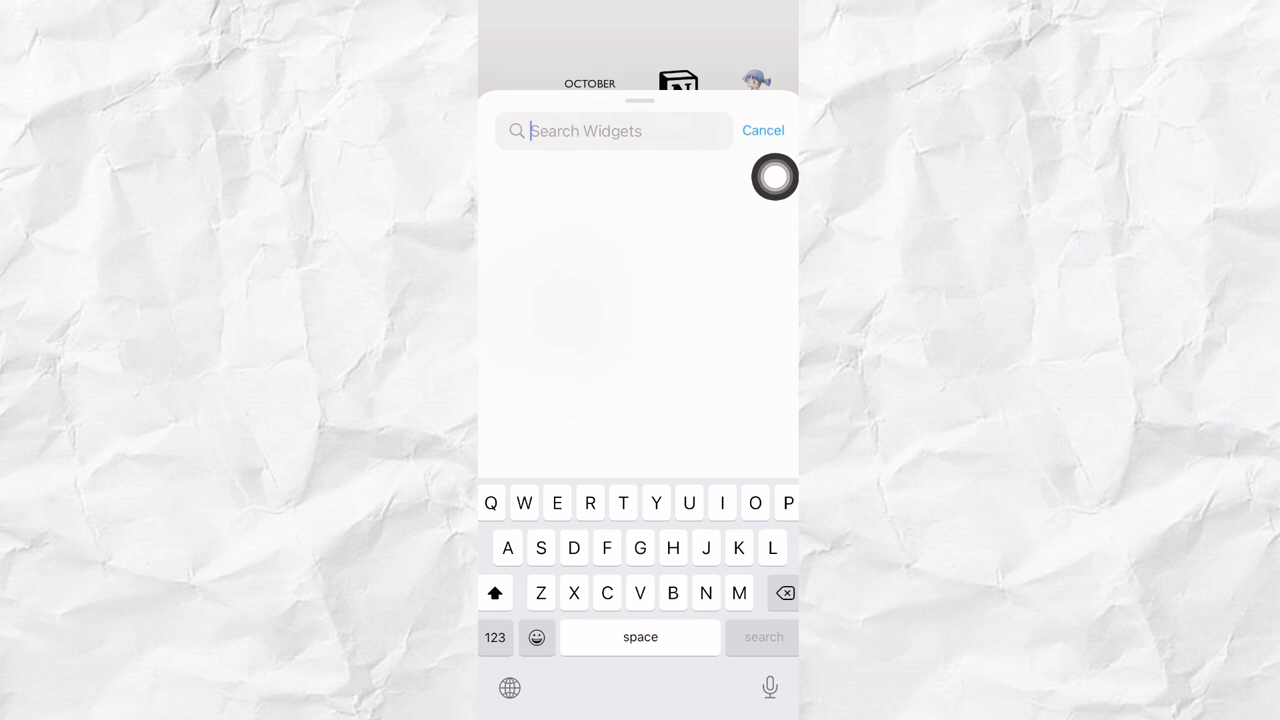 OCTOBER
N
Search Widgets
Cancel
Q W E R T Y U I O P
A S D F G H J K L
Z X C V B N M
123 space search